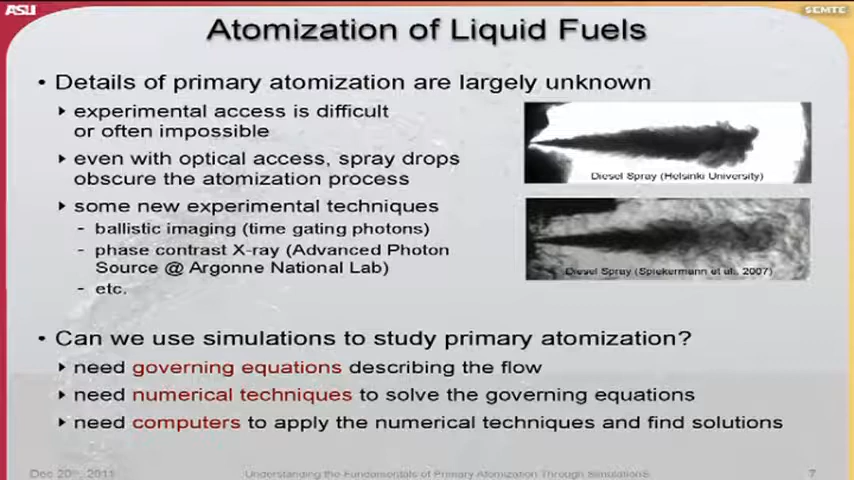 ASU
SEMTE
Atomization of Liquid Fuels
• Details of primary atomization are largely unknown
‣ experimental access is difficult
or often impossible
‣ even with optical access, spray drops
obscure the atomization process
‣ some new experimental techniques
- ballistic imaging (time gating photons)
- phase contrast X-ray (Advanced Photon
Source @ Argonne National Lab)
- etc.
Diesel Spray (Helsinki University)
Diesel Spray (Spiekermann et al., 2007)
• Can we use simulations to study primary atomization?
‣ need governing equations describing the flow
‣ need numerical techniques to solve the governing equations
‣ need computers to apply the numerical techniques and find solutions
Dec 20th, 2011
Understanding the Fundamentals of Primary Atomization Through SimulationS
7